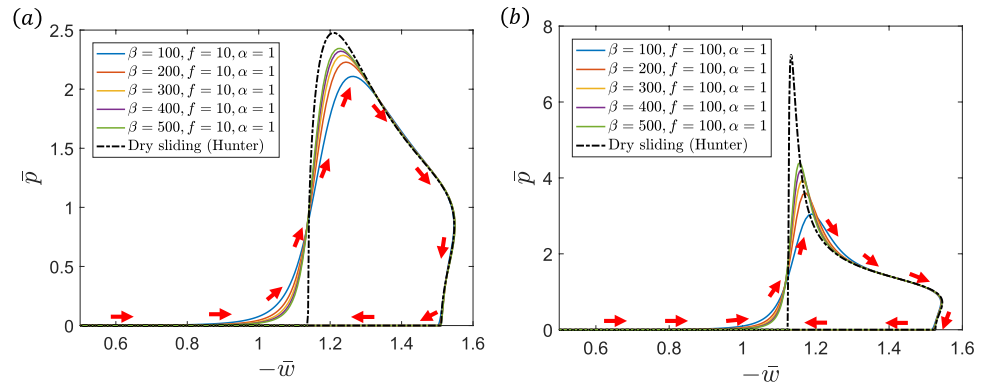 (a)
2.5
2
1.5
1
0.5
0
p̄
β = 100, f = 10, α = 1
β = 200, f = 10, α = 1
β = 300, f = 10, α = 1
β = 400, f = 10, α = 1
β = 500, f = 10, α = 1
Dry sliding (Hunter)
0.6 0.8 1 1.2 1.4 1.6
−w̄
(b)
8
6
4
2
0
p̄
β = 100, f = 100, α = 1
β = 200, f = 100, α = 1
β = 300, f = 100, α = 1
β = 400, f = 100, α = 1
β = 500, f = 100, α = 1
Dry sliding (Hunter)
0.6 0.8 1 1.2 1.4 1.6
−w̄